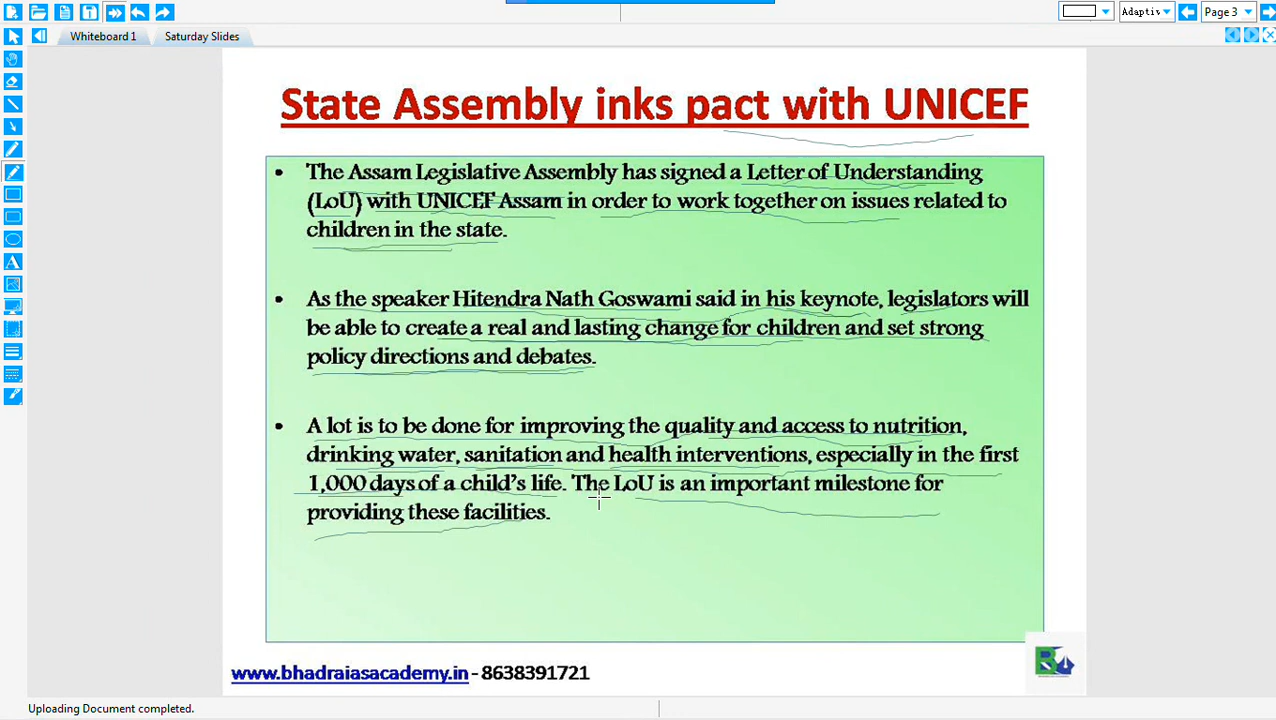 Adaptiv
Page 3
Whiteboard 1
Saturday Slides
State Assembly inks pact with UNICEF
• The Assam Legislative Assembly has signed a Letter of Understanding
(LoU) with UNICEF Assam in order to work together on issues related to
children in the state.
• As the speaker Hitendra Nath Goswami said in his keynote, legislators will
be able to create a real and lasting change for children and set strong
policy directions and debates.
• A lot is to be done for improving the quality and access to nutrition,
drinking water, sanitation and health interventions, especially in the first
1,000 days of a child's life. The LoU is an important milestone for
providing these facilities.
www.bhadraiasacademy.in - 8638391721
Uploading Document completed.